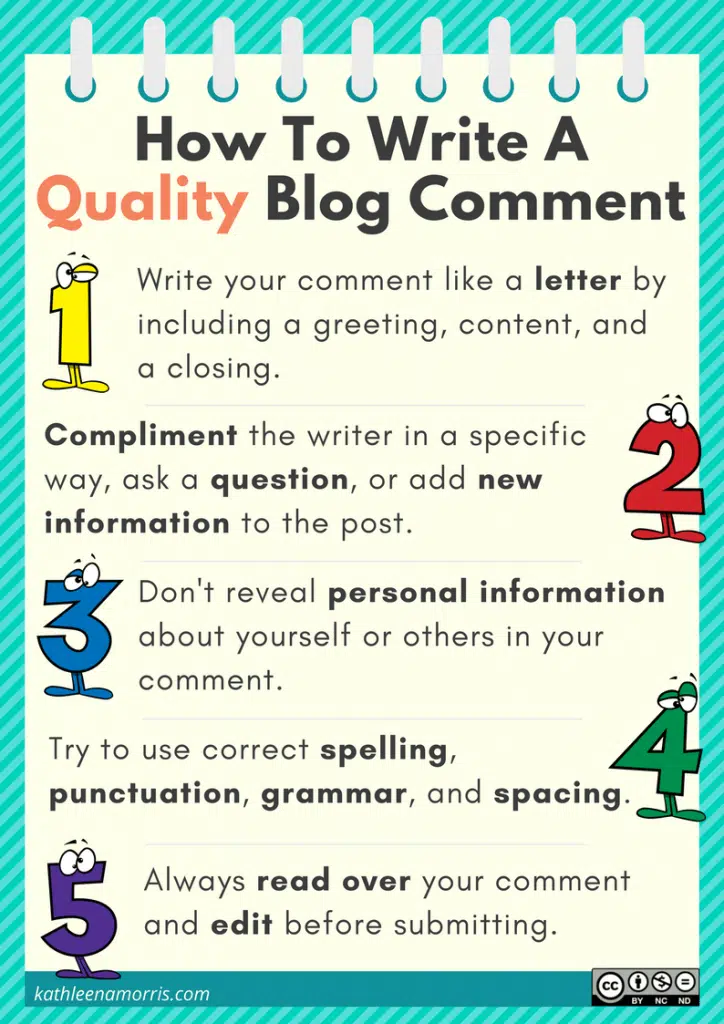 How To Write A
Quality Blog Comment
1
Write your comment like a letter by
including a greeting, content, and
a closing.
2
Compliment the writer in a specific
way, ask a question, or add new
information to the post.
3
Don't reveal personal information
about yourself or others in your
comment.
4
Try to use correct spelling,
punctuation, grammar, and spacing.
5
Always read over your comment
and edit before submitting.
kathleenamorris.com
cc
BY NC ND